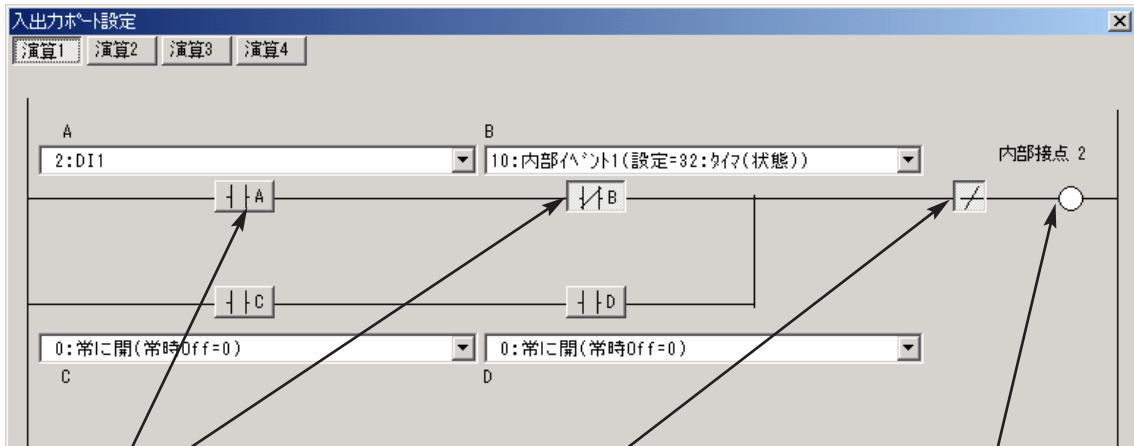 入出力ﾎﾟｰﾄ設定
演算1 演算2 演算3 演算4
A B
2:DI1 10:内部ｲﾍﾞﾝﾄ1(設定=32:ﾀｲﾏ(状態)) 内部接点 2
A B
C D
0:常に開(常時Off=0) 0:常に開(常時Off=0)
C D